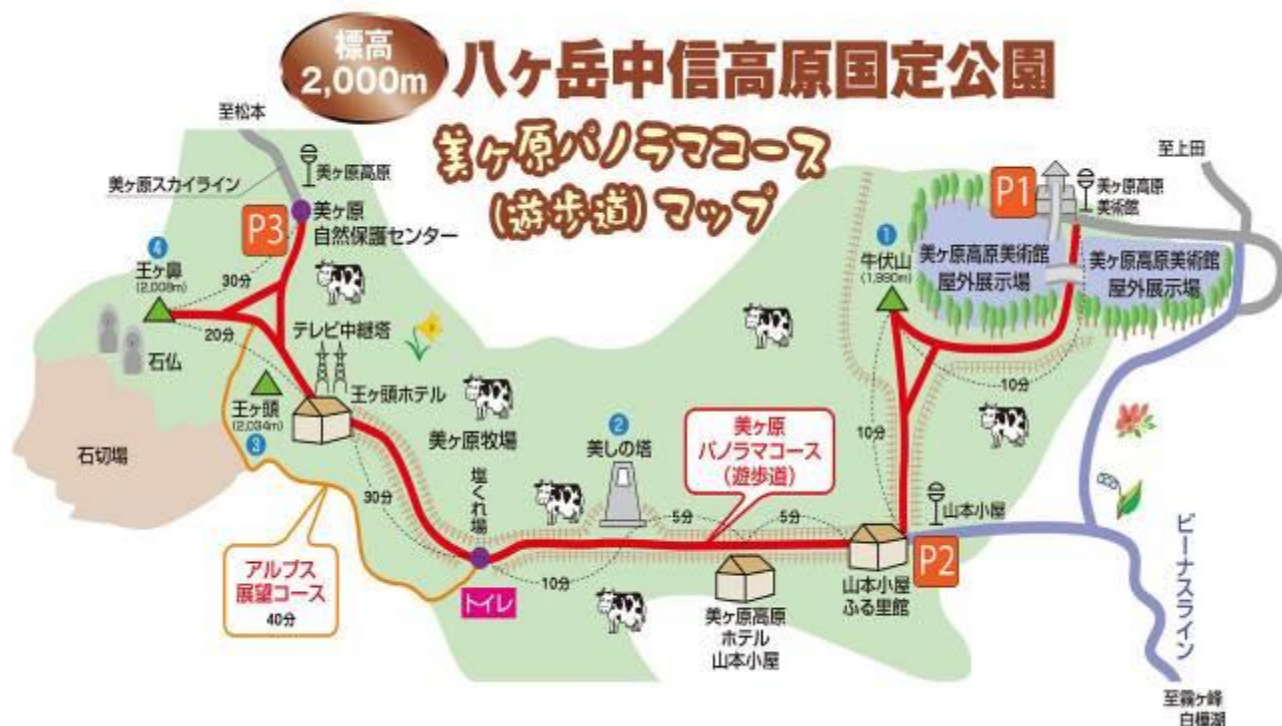 標高
2,000m
八ヶ岳中信高原国定公園
美ヶ原パノラマコース
(遊歩道)マップ
至松本
美ヶ原スカイライン
美ヶ原高原
P3
美ヶ原
自然保護センター
4
王ヶ鼻
(2,008m)
30分
20分
石仏
テレビ中継塔
王ヶ頭
(2,034m)
3
王ヶ頭ホテル
石切場
美ヶ原牧場
30分
塩くれ場
アルプス
展望コース
40分
トイレ
10分
2
美しの塔
5分
美ヶ原
パノラマコース
(遊歩道)
5分
美ヶ原高原
ホテル
山本小屋
山本小屋
ふる里館
P2
山本小屋
10分
10分
1
牛伏山
(1,990m)
P1
美ヶ原高原
美術館
美ヶ原高原美術館
屋外展示場
美ヶ原高原美術館
屋外展示場
至上田
ビーナスライン
至霧ヶ峰
白樺湖